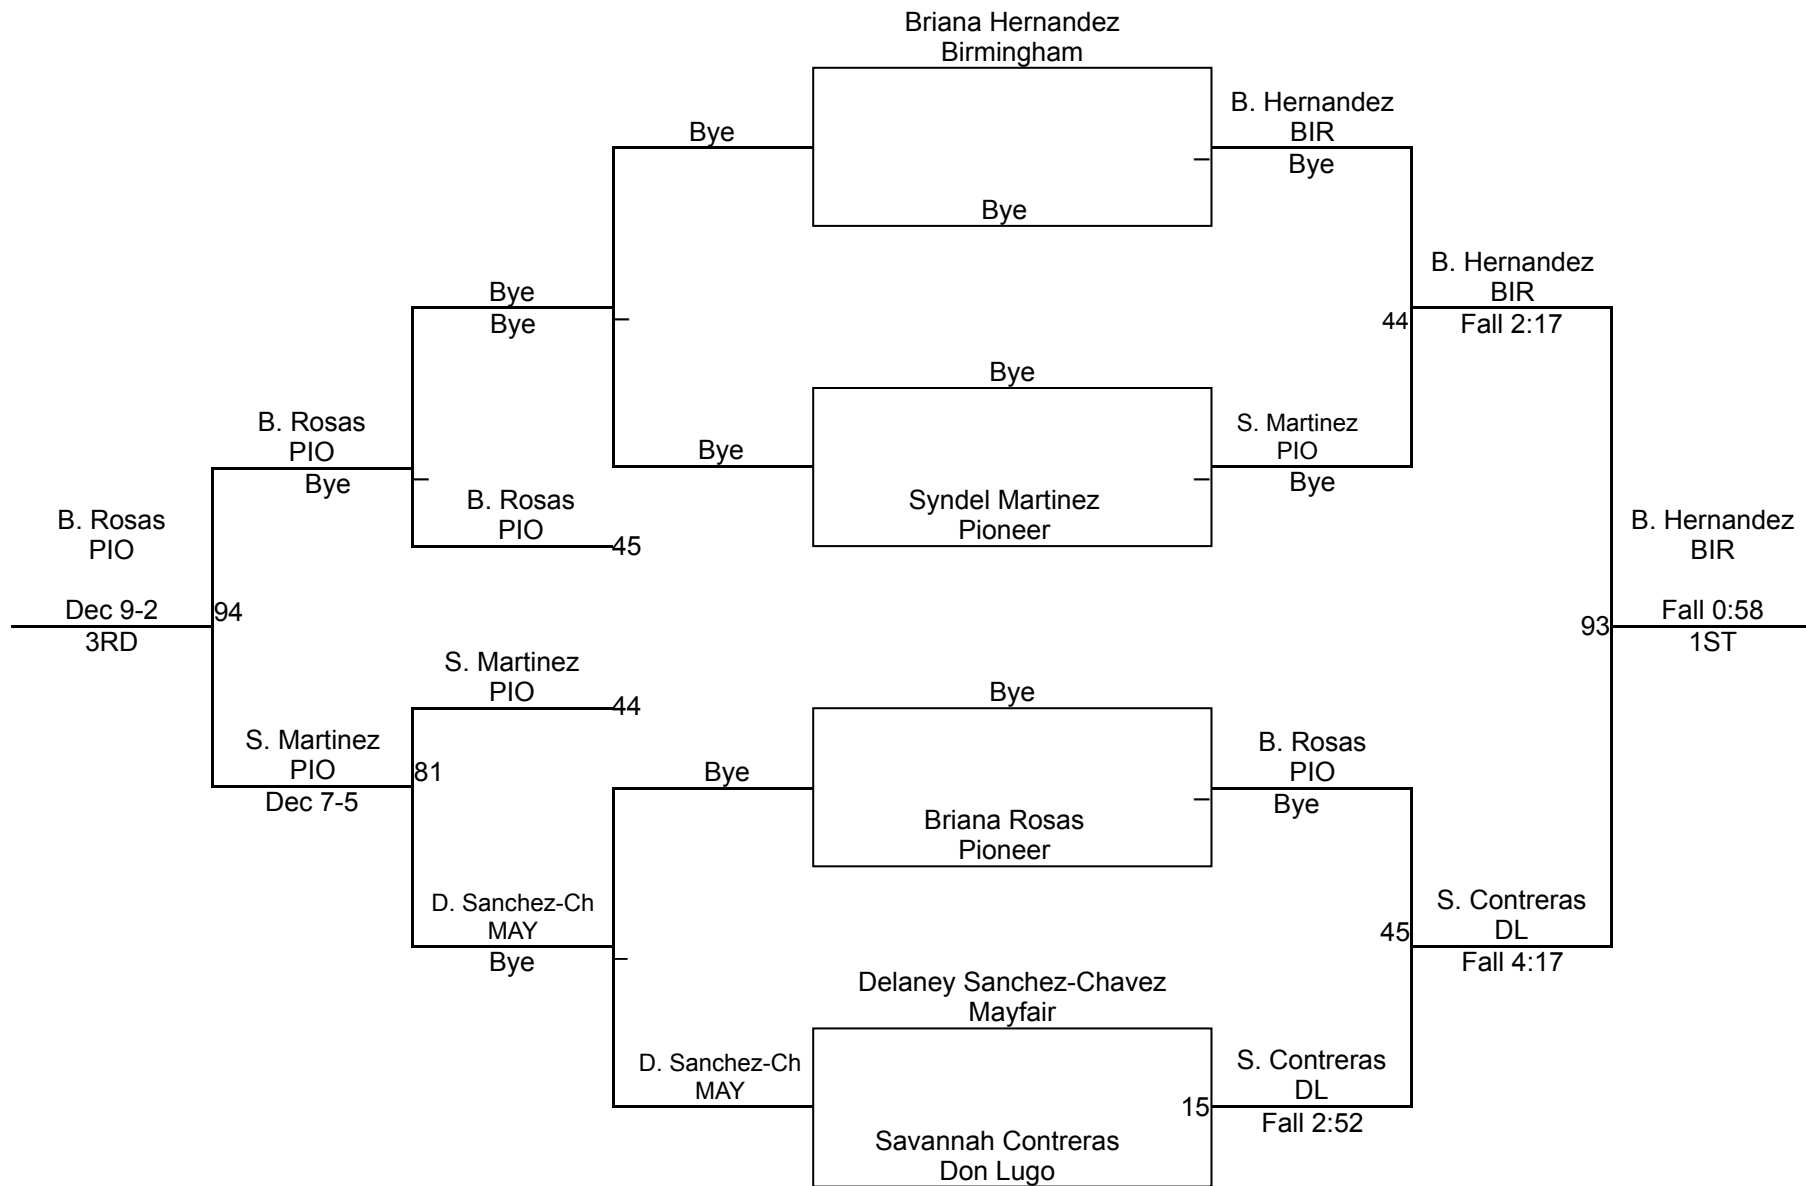 Briana Hernandez
Birmingham
B. Hernandez
BIR
Bye
Bye
Bye
Bye
B. Hernandez
BIR
Fall 2:17
44
Bye
Bye
Bye
S. Martinez
PIO
Bye
Bye
Syndel Martinez
Pioneer
B. Rosas
PIO
Bye
B. Rosas
PIO
45
B. Rosas
PIO
Dec 9-2
3RD
94
B. Hernandez
BIR
Fall 0:58
1ST
93
S. Martinez
PIO
44
S. Martinez
PIO
Dec 7-5
81
Bye
Bye
B. Rosas
PIO
Bye
Briana Rosas
Pioneer
D. Sanchez-Ch
MAY
Bye
S. Contreras
DL
Fall 4:17
45
Delaney Sanchez-Chavez
Mayfair
D. Sanchez-Ch
MAY
S. Contreras
DL
Fall 2:52
15
Savannah Contreras
Don Lugo